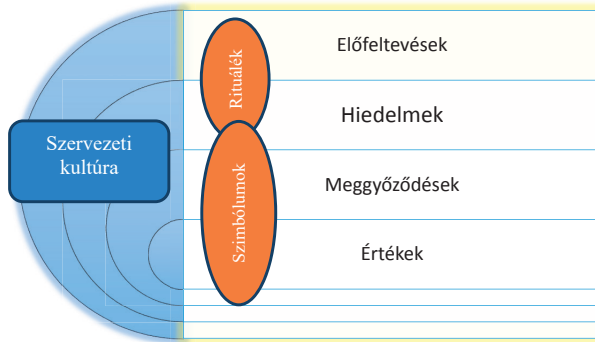 Szervezeti
kultúra
Rituálék
Szimbólumok
Előfeltevések
Hiedelmek
Meggyőződések
Értékek